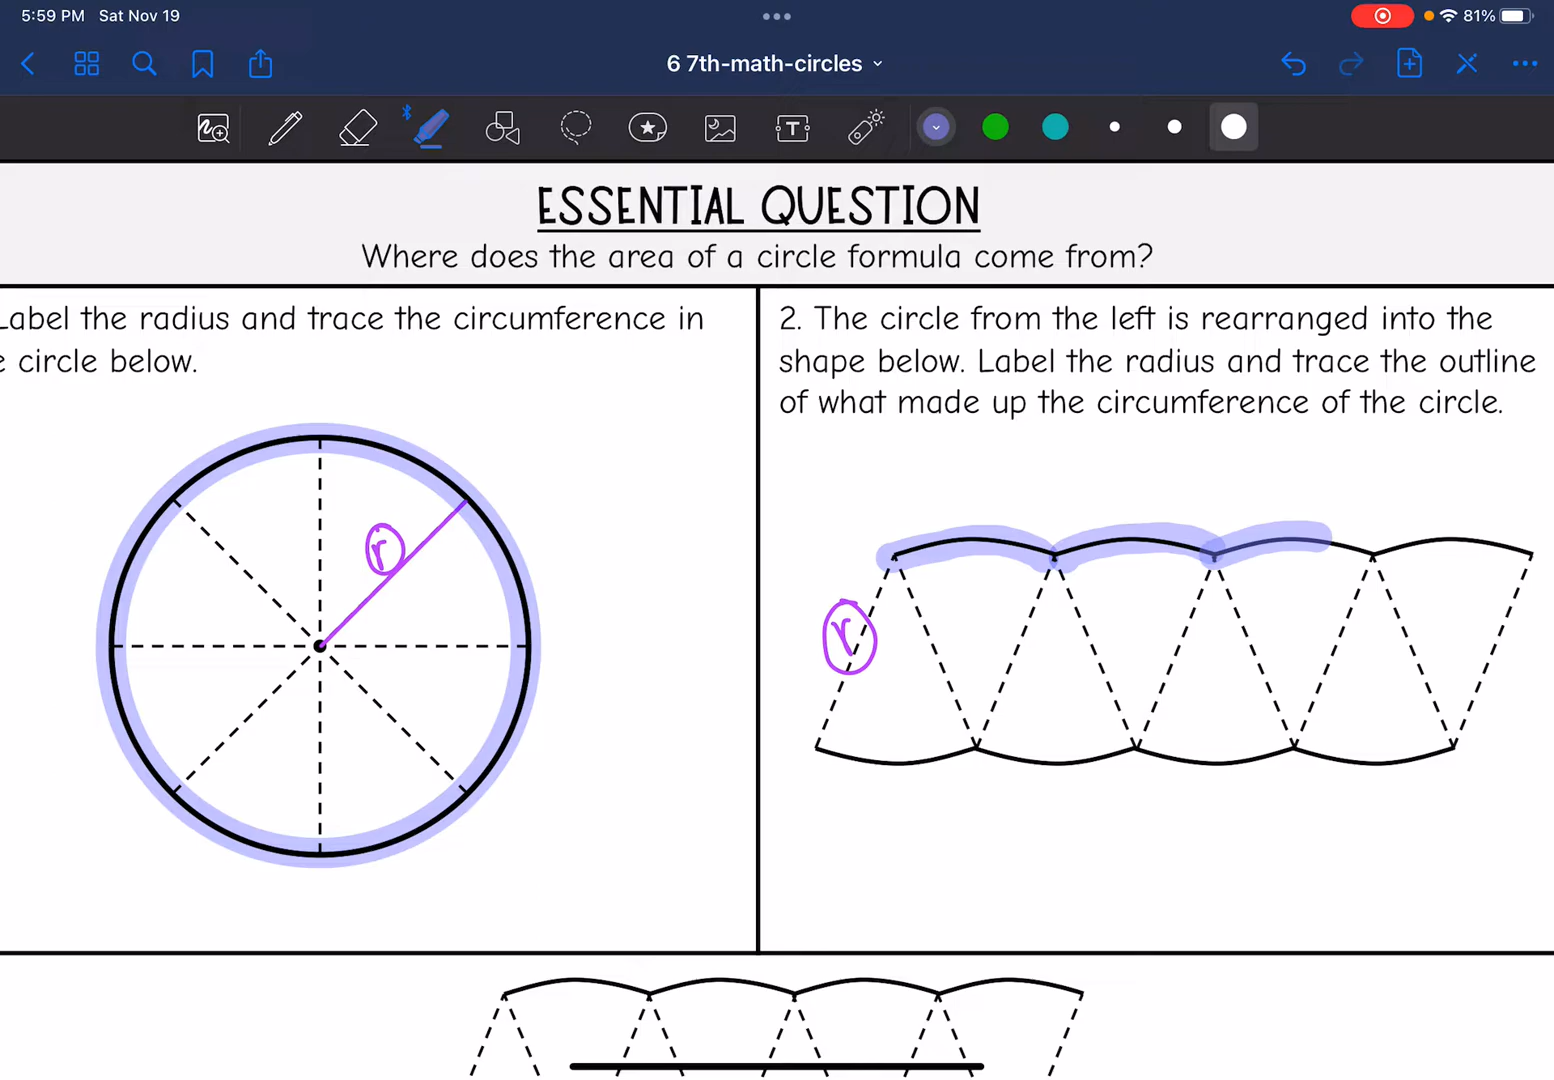 5:59 PM Sat Nov 19
81%
6 7th-math-circles
T
ESSENTIAL QUESTION
Where does the area of a circle formula come from?
Label the radius and trace the circumference in
circle below.
2. The circle from the left is rearranged into the
shape below. Label the radius and trace the outline
of what made up the circumference of the circle.
r
r